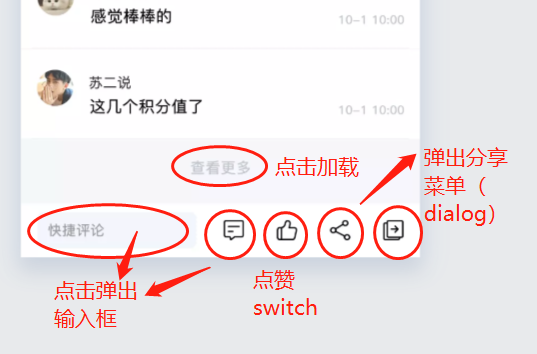 感觉棒棒的
10-1 10:00
苏二说
这几个积分值了
10-1 10:00
查看更多
点击加载
弹出分享
菜单（
dialog）
快捷评论
点击弹出
输入框
点赞
switch